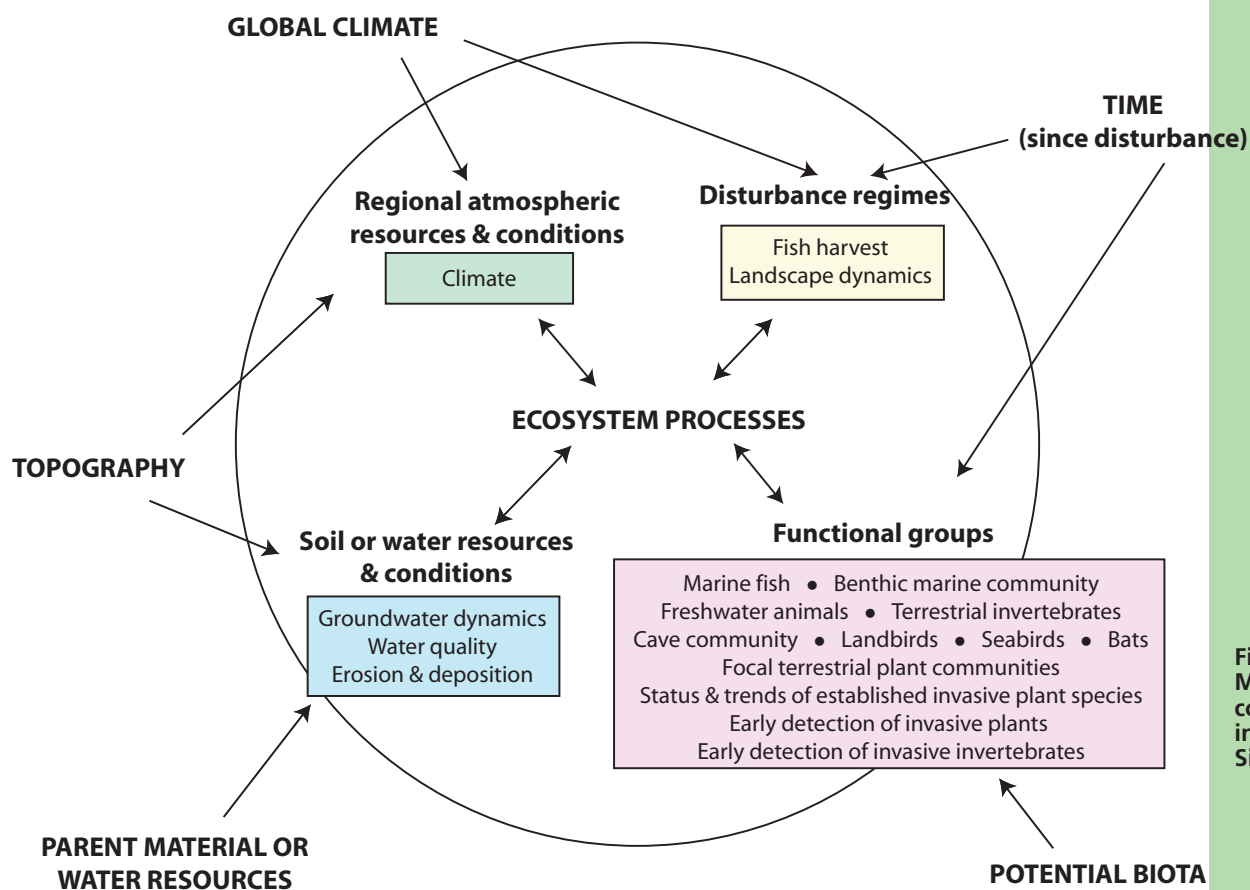 GLOBAL CLIMATE
TIME
(since disturbance)
Regional atmospheric
resources & conditions
Climate
Disturbance regimes
Fish harvest
Landscape dynamics
ECOSYSTEM PROCESSES
TOPOGRAPHY
Soil or water resources
& conditions
Groundwater dynamics
Water quality
Erosion & deposition
Functional groups
Marine fish ● Benthic marine community
Freshwater animals ● Terrestrial invertebrates
Cave community ● Landbirds ● Seabirds ● Bats
Focal terrestrial plant communities
Status & trends of established invasive plant species
Early detection of invasive plants
Early detection of invasive invertebrates
PARENT MATERIAL OR
WATER RESOURCES
POTENTIAL BIOTA